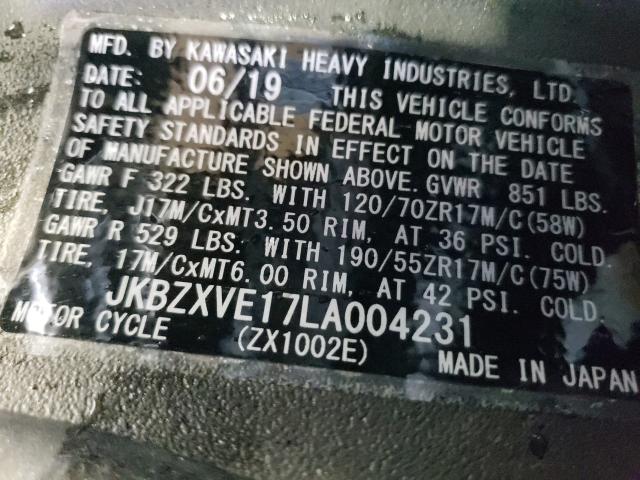 MFD. BY KAWASAKI HEAVY INDUSTRIES, LTD.
DATE: 06/19 THIS VEHICLE CONFORMS
TO ALL APPLICABLE FEDERAL MOTOR VEHICLE
SAFETY STANDARDS IN EFFECT ON THE DATE
OF MANUFACTURE SHOWN ABOVE. GVWR 851 LBS.
GAWR F 322 LBS. WITH 120/70ZR17M/C(58W)
TIRE, J17M/CxMT3.50 RIM, AT 36 PSI. COLD.
GAWR R 529 LBS. WITH 190/55ZR17M/C(75W)
TIRE, 17M/CxMT6.00 RIM, AT 42 PSI. COLD.
JKBZXVE17LA004231
MOTOR CYCLE (ZX1002E) MADE IN JAPAN